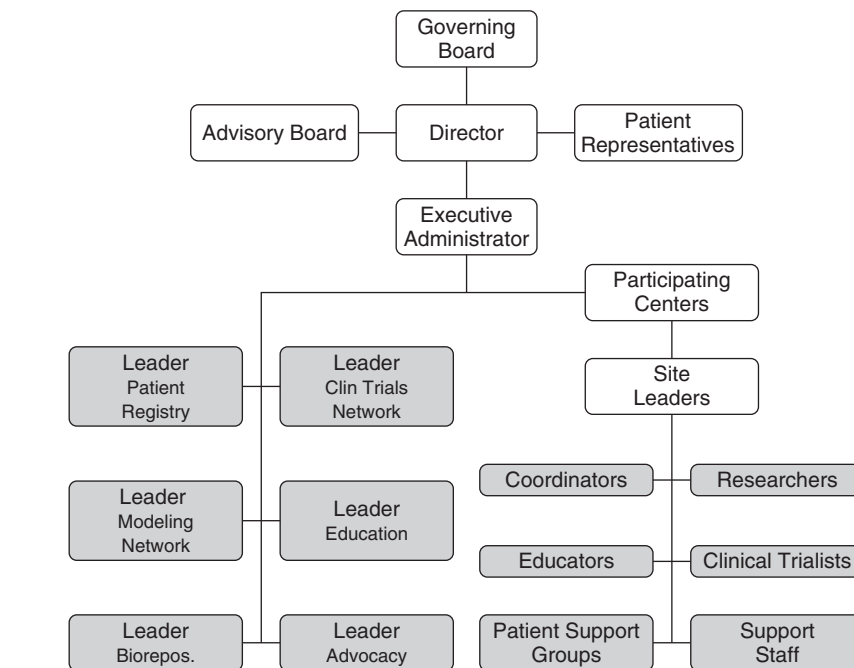 Governing
Board
Advisory Board
Director
Patient
Representatives
Executive
Administrator
Participating
Centers
Leader
Patient
Registry
Leader
Clin Trials
Network
Site
Leaders
Leader
Modeling
Network
Leader
Education
Coordinators
Researchers
Educators
Clinical Trialists
Leader
Biorepos.
Leader
Advocacy
Patient Support
Groups
Support
Staff